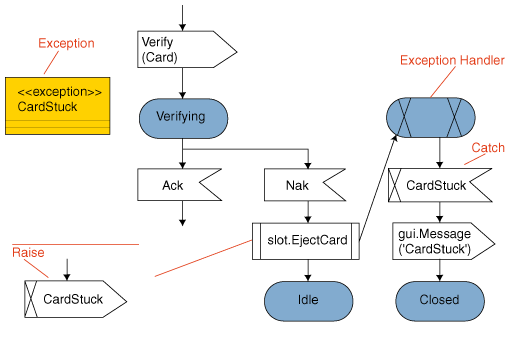 Exception
Verify
(Card)
Exception Handler
<<exception>>
CardStuck
Verifying
Catch
Ack
Nak
CardStuck
slot.EjectCard
gui.Message
('CardStuck')
Raise
CardStuck
Idle
Closed